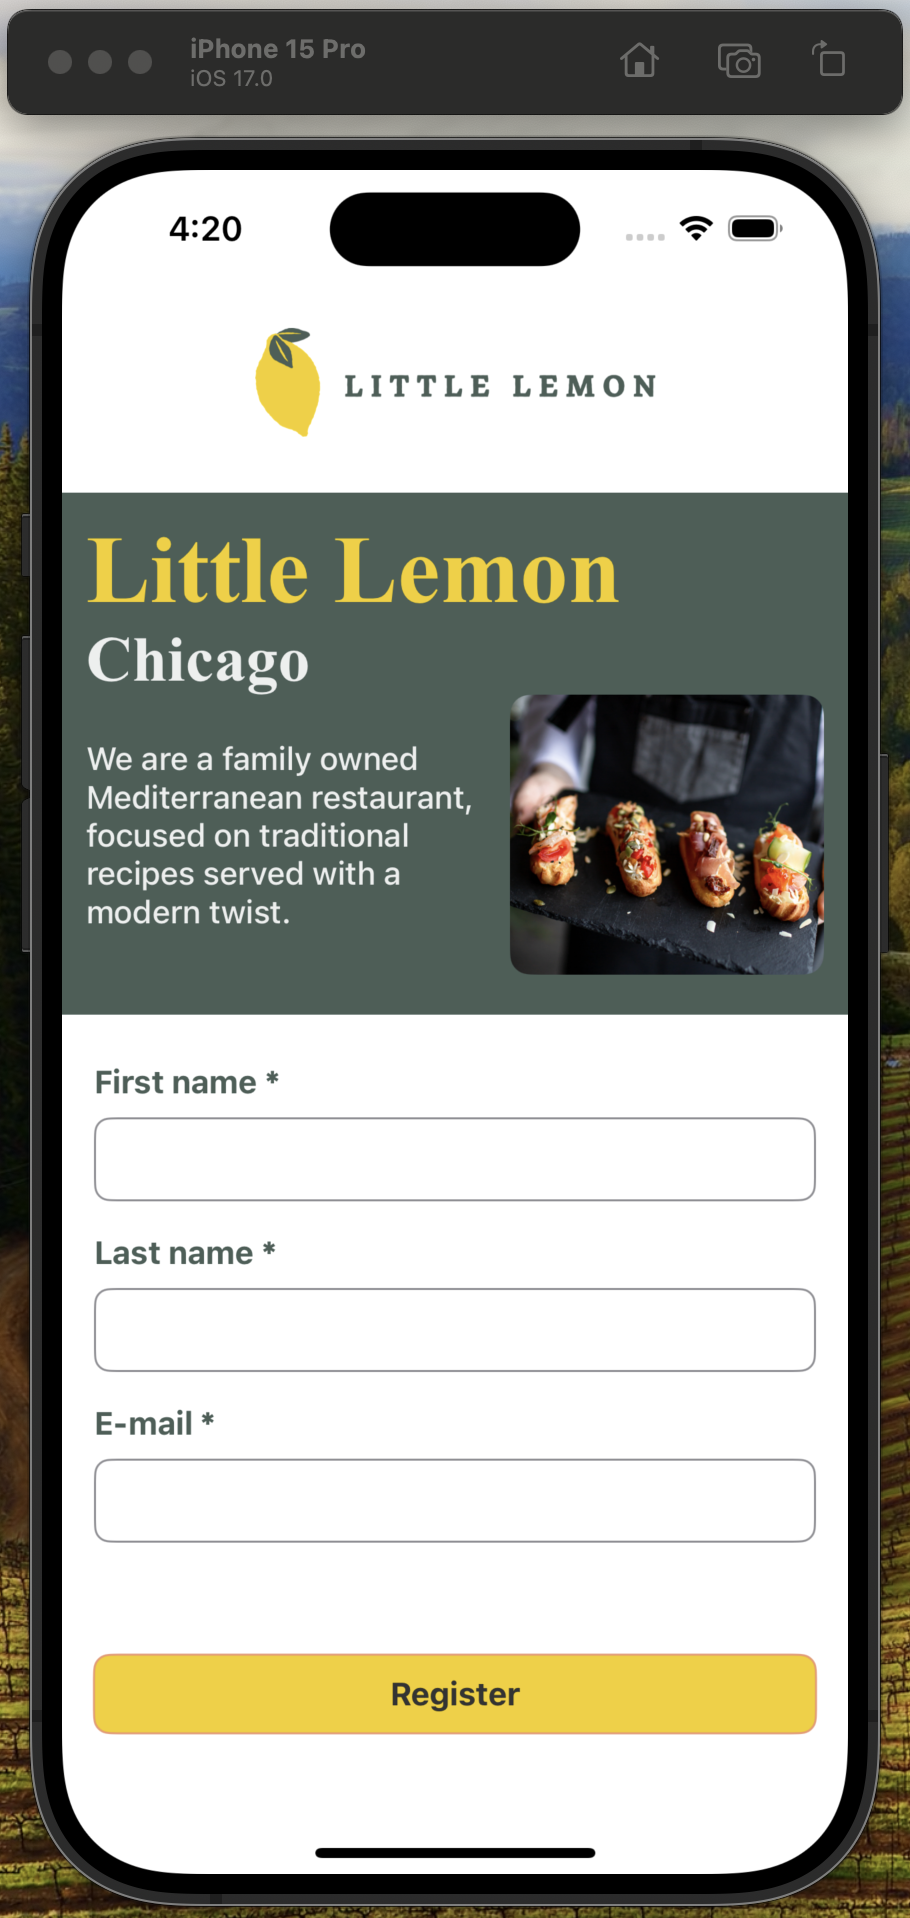 iPhone 15 Pro
iOS 17.0
4:20
LITTLE LEMON
Little Lemon
Chicago
We are a family owned
Mediterranean restaurant,
focused on traditional
recipes served with a
modern twist.
First name *
Last name *
E-mail *
Register